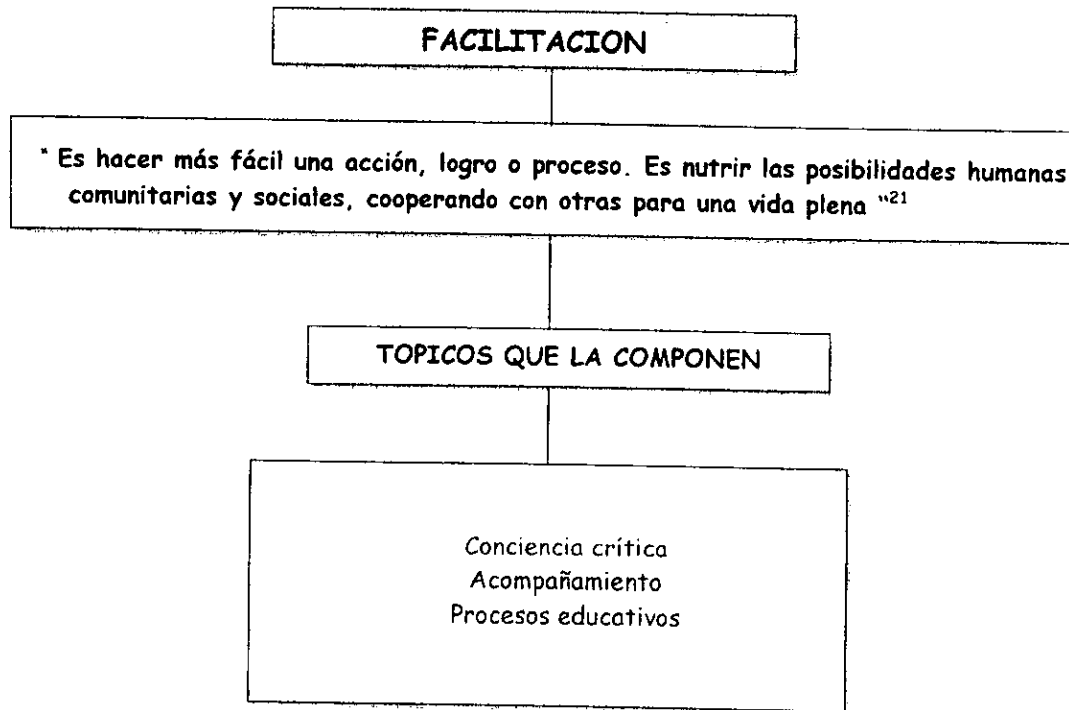 FACILITACION
" Es hacer más fácil una acción, logro o proceso. Es nutrir las posibilidades humanas
comunitarias y sociales, cooperando con otras para una vida plena "²¹
TOPICOS QUE LA COMPONEN
Conciencia crítica
Acompañamiento
Procesos educativos